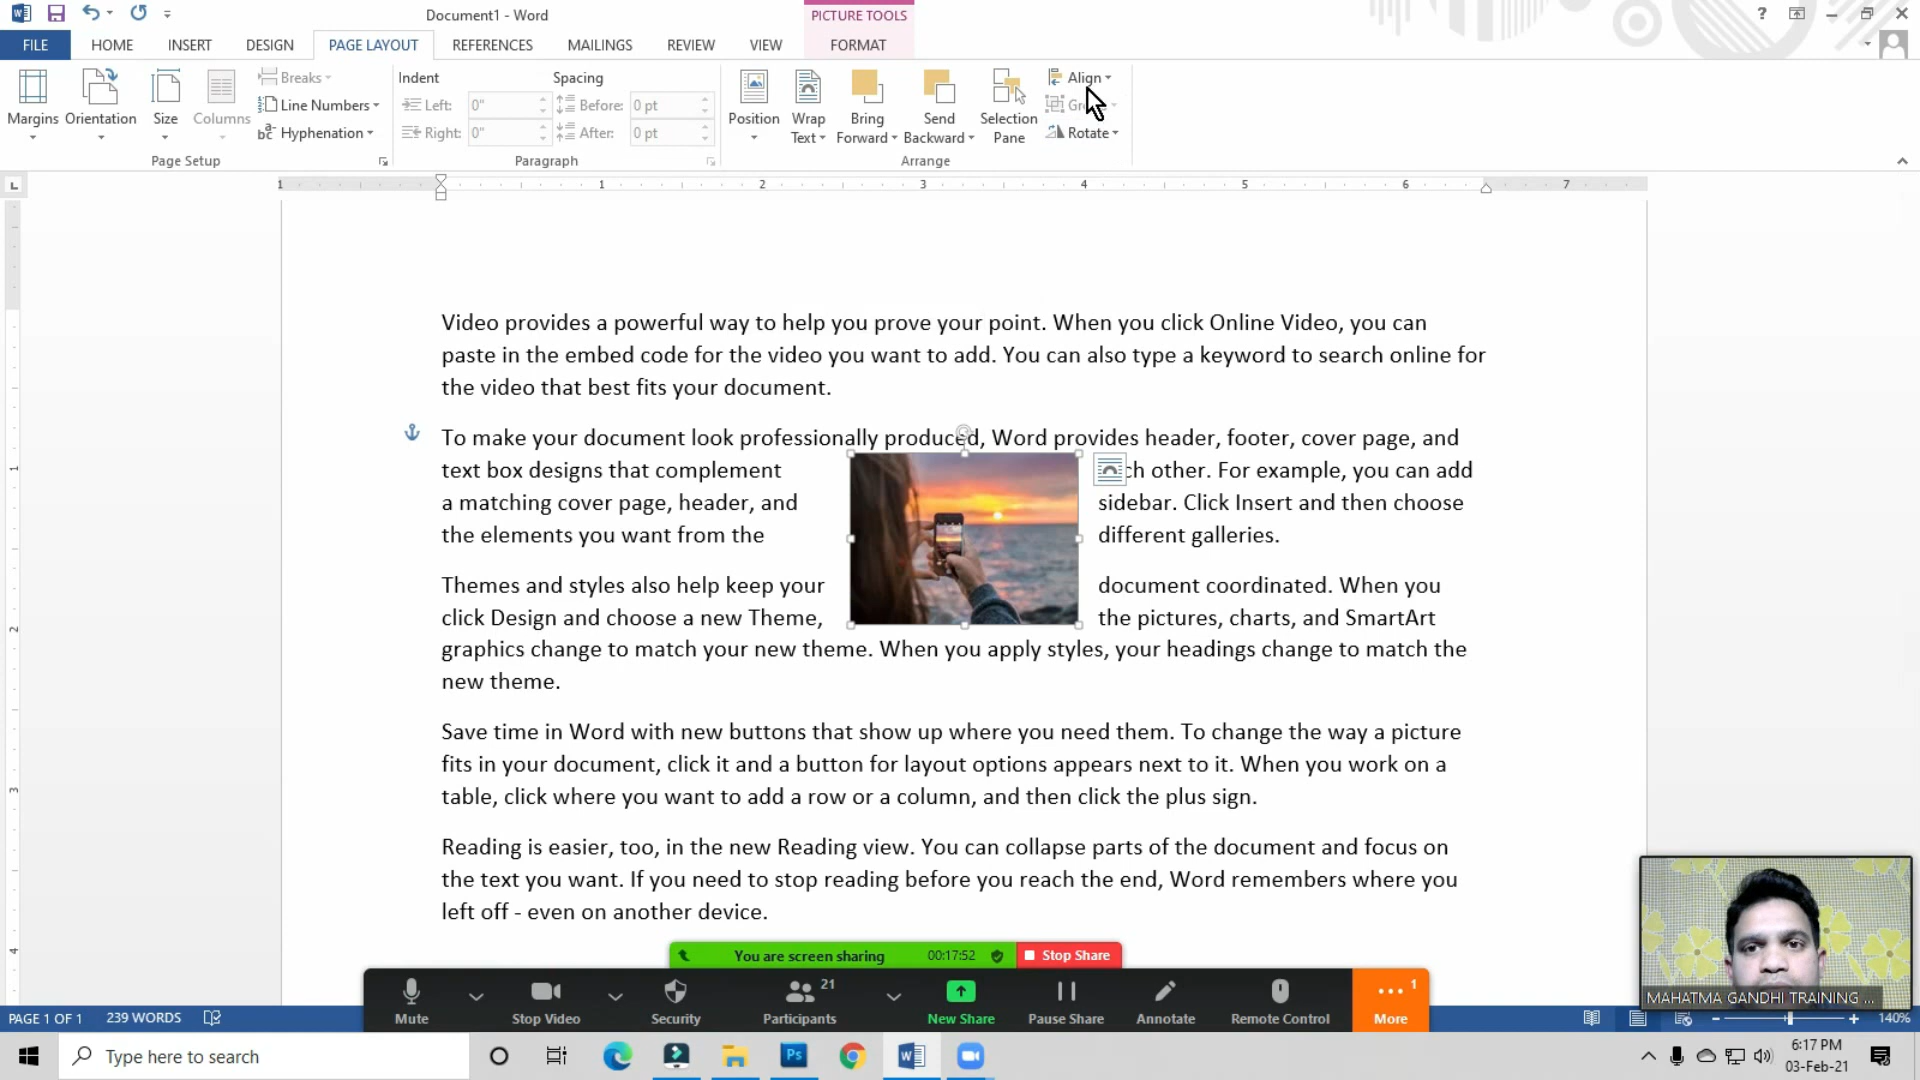 Document1 - Word
PICTURE TOOLS
?
FILE
HOME
INSERT
DESIGN
PAGE LAYOUT
REFERENCES
MAILINGS
REVIEW
VIEW
FORMAT
Margins
Orientation
Size
Columns
Breaks
Line Numbers
Hyphenation
Page Setup
Indent
Left: 0"
Right: 0"
Spacing
Before: 0 pt
After: 0 pt
Paragraph
Position
Wrap
Text
Bring
Forward
Send
Backward
Selection
Pane
Align
Rotate
Arrange
L
1 1 2 3 4 5 6 7
Video provides a powerful way to help you prove your point. When you click Online Video, you can
paste in the embed code for the video you want to add. You can also type a keyword to search online for
the video that best fits your document.
To make your document look professionally produced, Word provides header, footer, cover page, and
text box designs that complement ch other. For example, you can add
a matching cover page, header, and sidebar. Click Insert and then choose
the elements you want from the different galleries.
Themes and styles also help keep your document coordinated. When you
click Design and choose a new Theme, the pictures, charts, and SmartArt
graphics change to match your new theme. When you apply styles, your headings change to match the
new theme.
Save time in Word with new buttons that show up where you need them. To change the way a picture
fits in your document, click it and a button for layout options appears next to it. When you work on a
table, click where you want to add a row or a column, and then click the plus sign.
Reading is easier, too, in the new Reading view. You can collapse parts of the document and focus on
the text you want. If you need to stop reading before you reach the end, Word remembers where you
left off - even on another device.
1
2
3
4
You are screen sharing 00:17:52 Stop Share
Mute
Stop Video
Security
Participants 21
New Share
Pause Share
Annotate
Remote Control
More 1
MAHATMA GANDHI TRAINING ...
PAGE 1 OF 1 239 WORDS
140%
Type here to search
Ps
6:17 PM
03-Feb-21